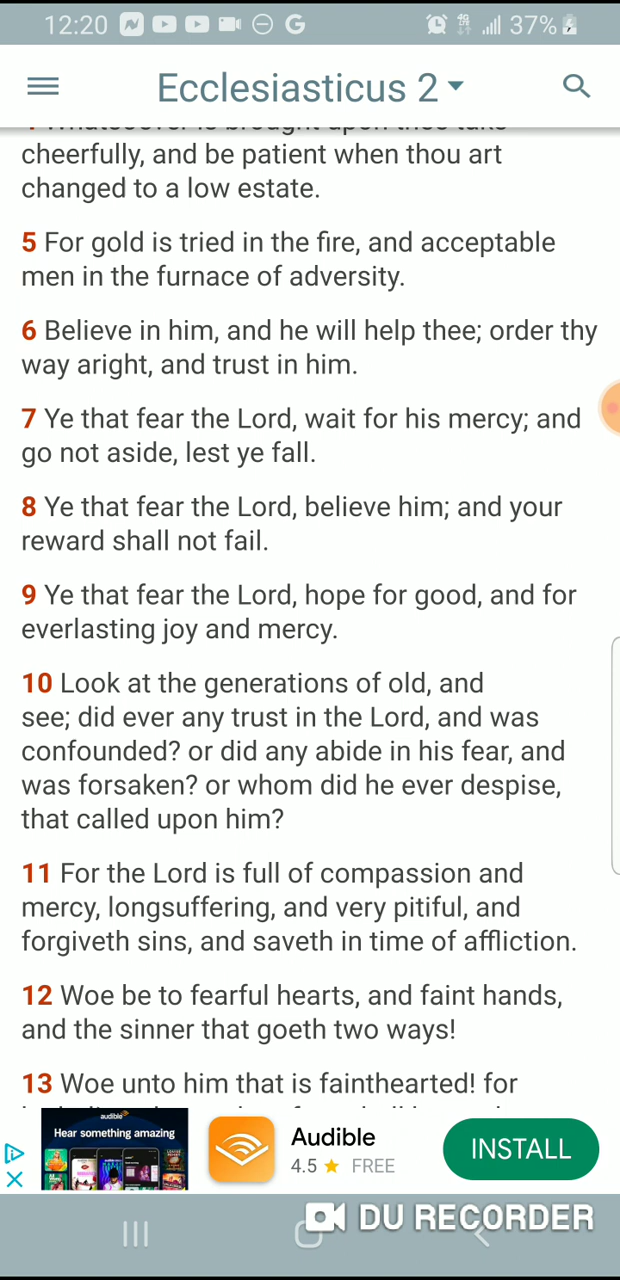 12:20
37%
Ecclesiasticus 2
cheerfully, and be patient when thou art
changed to a low estate.
5 For gold is tried in the fire, and acceptable
men in the furnace of adversity.
6 Believe in him, and he will help thee; order thy
way aright, and trust in him.
7 Ye that fear the Lord, wait for his mercy; and
go not aside, lest ye fall.
8 Ye that fear the Lord, believe him; and your
reward shall not fail.
9 Ye that fear the Lord, hope for good, and for
everlasting joy and mercy.
10 Look at the generations of old, and
see; did ever any trust in the Lord, and was
confounded? or did any abide in his fear, and
was forsaken? or whom did he ever despise,
that called upon him?
11 For the Lord is full of compassion and
mercy, longsuffering, and very pitiful, and
forgiveth sins, and saveth in time of affliction.
12 Woe be to fearful hearts, and faint hands,
and the sinner that goeth two ways!
13 Woe unto him that is fainthearted! for
audible
Hear something amazing
Audible
4.5 ★ FREE
INSTALL
DU RECORDER